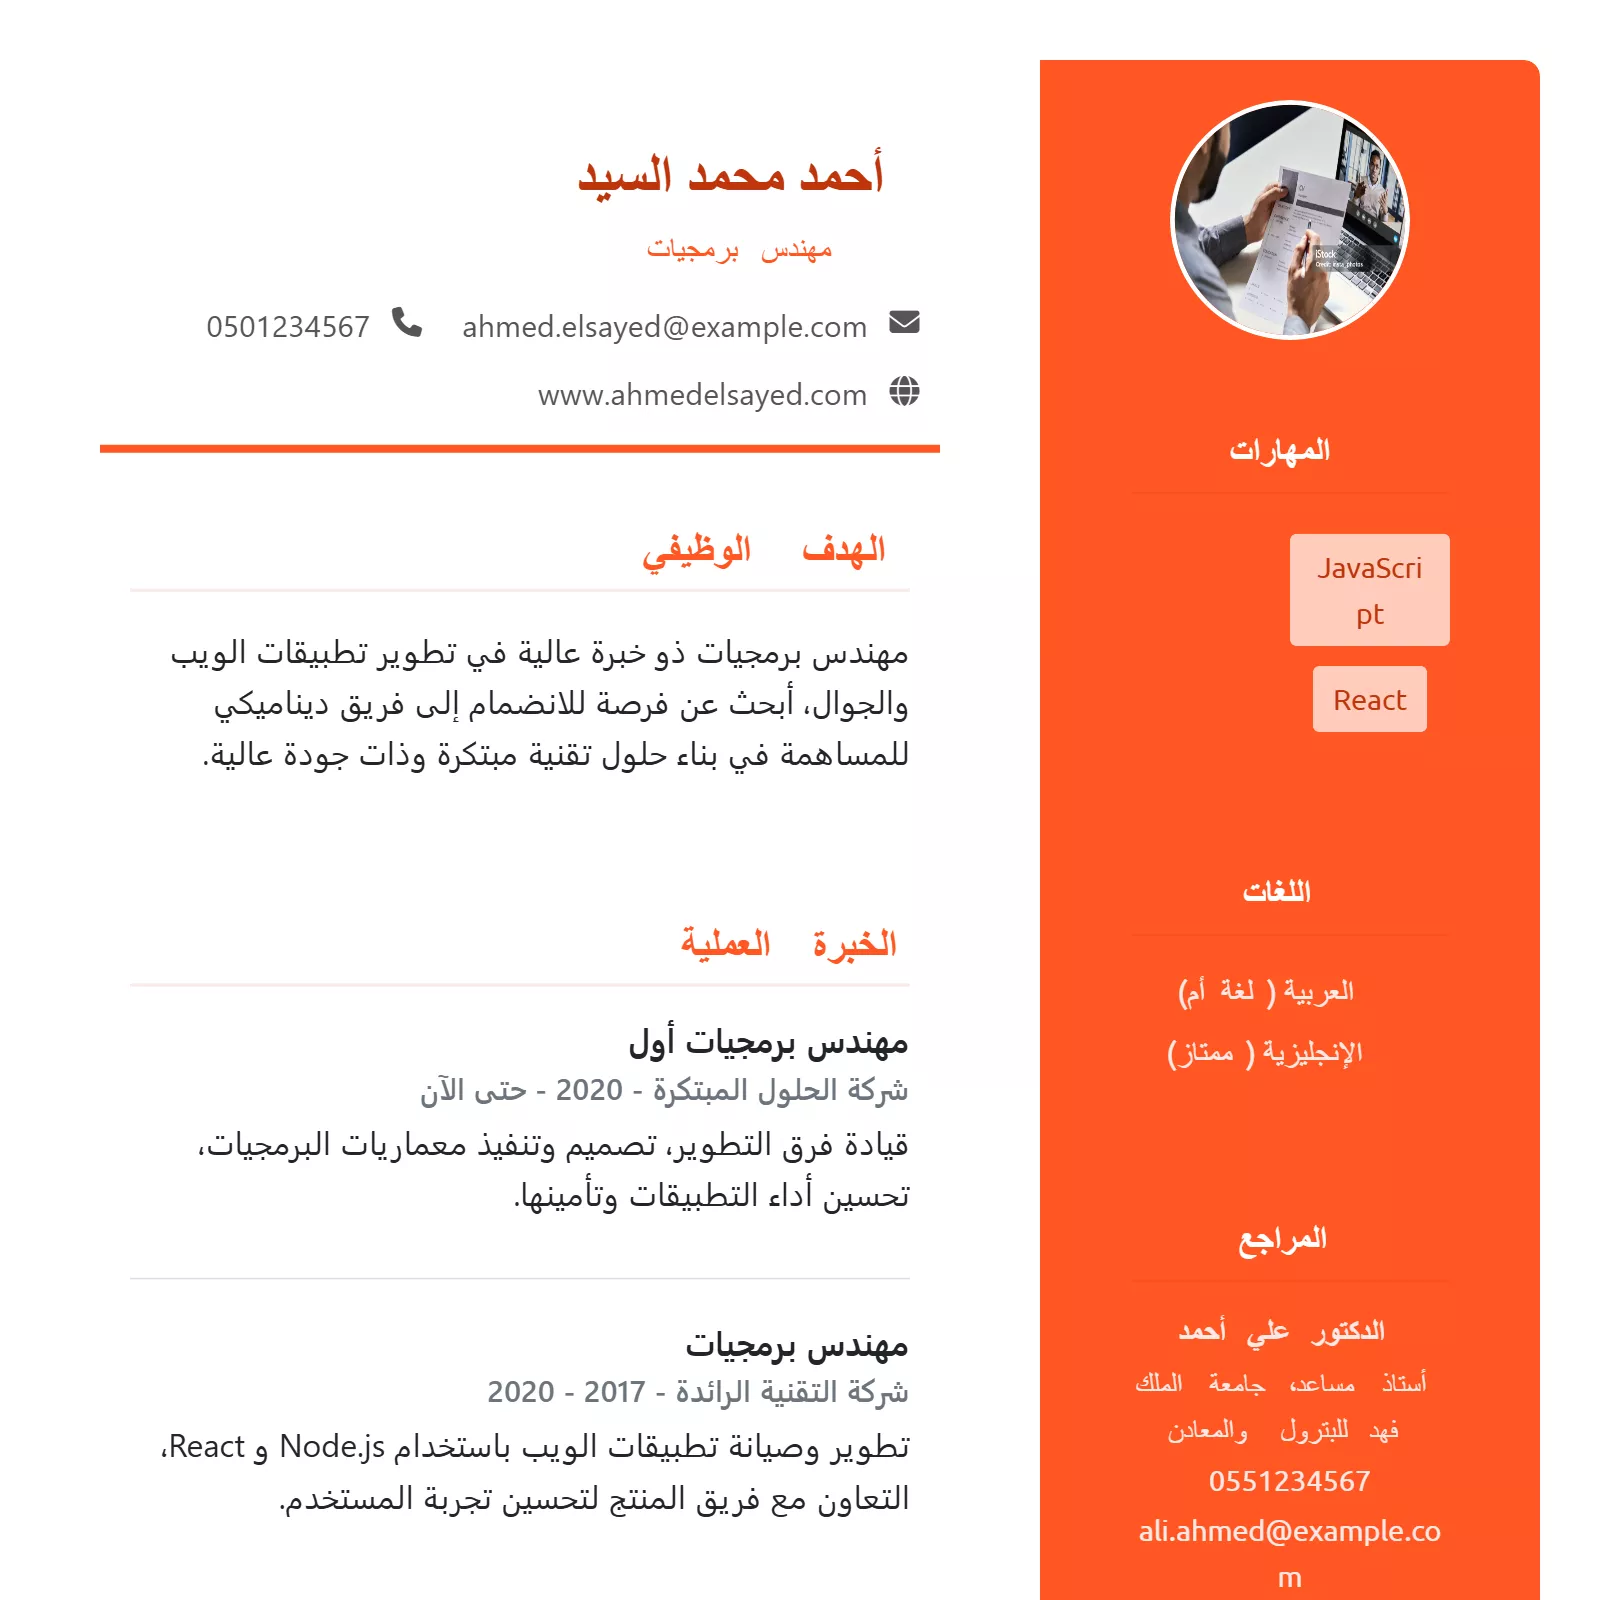 أحمد محمد السيد
مهندس برمجيات
ahmed.elsayed@example.com 0501234567
www.ahmedelsayed.com
الهدف الوظيفي
مهندس برمجيات ذو خبرة عالية في تطوير تطبيقات الويب
والجوال، أبحث عن فرصة للانضمام إلى فريق ديناميكي
للمساهمة في بناء حلول تقنية مبتكرة وذات جودة عالية.
الخبرة العملية
مهندس برمجيات أول
شركة الحلول المبتكرة - 2020 - حتى الآن
قيادة فرق التطوير، تصميم وتنفيذ معماريات البرمجيات،
تحسين أداء التطبيقات وتأمينها.
مهندس برمجيات
شركة التقنية الرائدة - 2017 - 2020
تطوير وصيانة تطبيقات الويب باستخدام Node.js و React،
التعاون مع فريق المنتج لتحسين تجربة المستخدم.
iStock
Credit: insta_photos
المهارات
JavaScri
pt
React
اللغات
العربية ( لغة أم)
الإنجليزية ( ممتاز)
المراجع
الدكتور علي أحمد
أستاذ مساعد، جامعة الملك
فهد للبترول والمعادن
0551234567
ali.ahmed@example.co
m